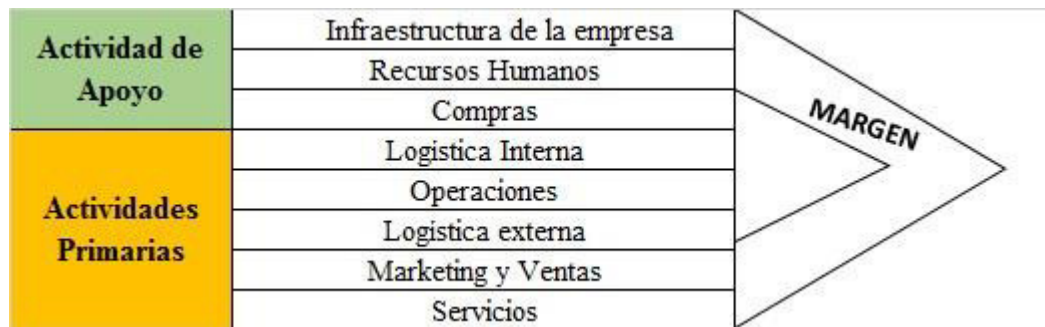 Actividad de
Apoyo
Infraestructura de la empresa
Recursos Humanos
Compras
Actividades
Primarias
Logistica Interna
Operaciones
Logistica externa
Marketing y Ventas
Servicios
MARGEN